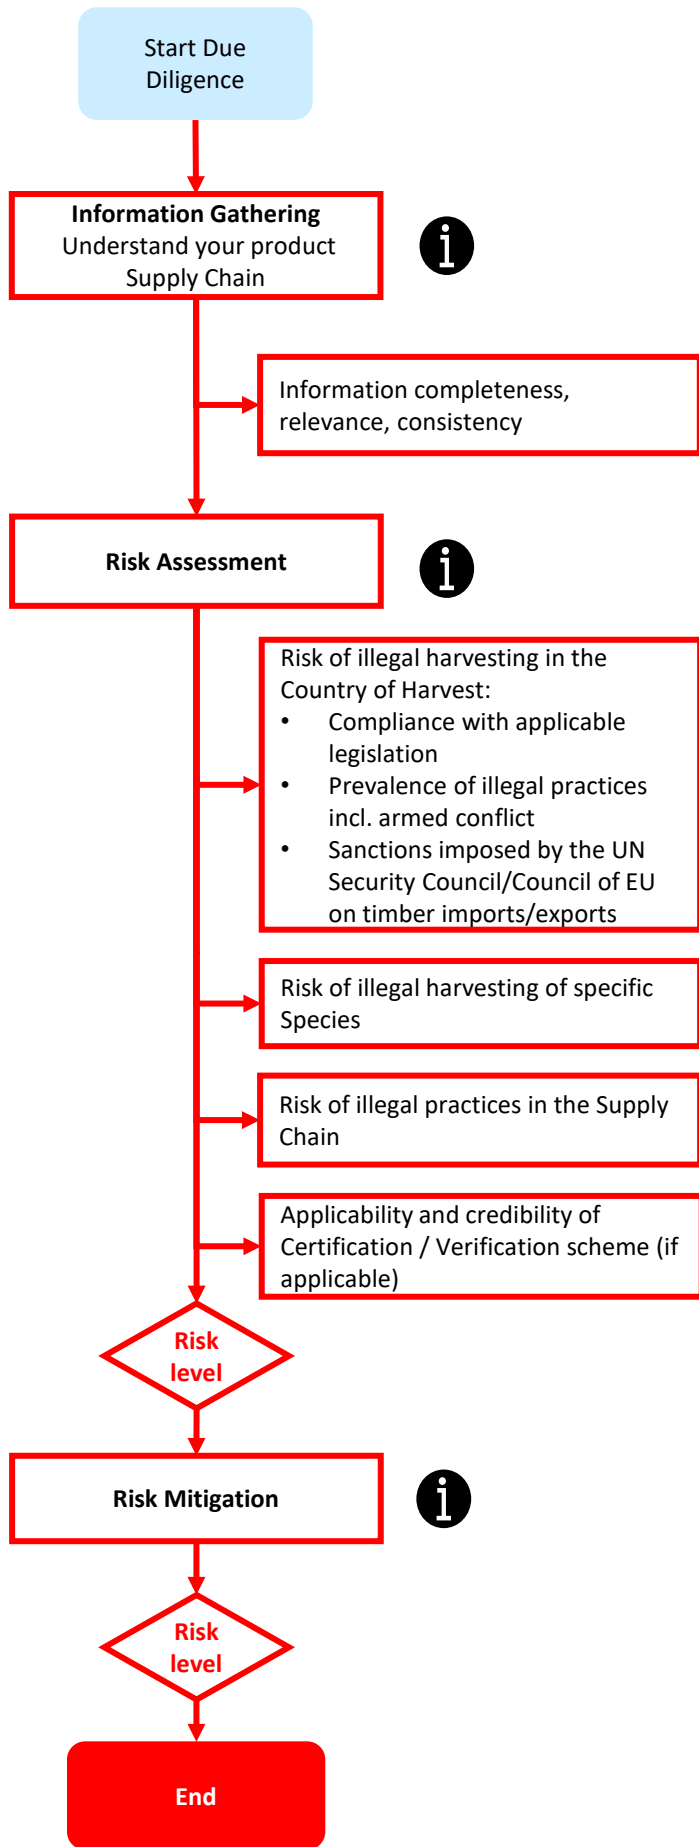 Start Due
Diligence
Information Gathering
Understand your product
Supply Chain
i
Information completeness,
relevance, consistency
Risk Assessment
i
Risk of illegal harvesting in the
Country of Harvest:
• Compliance with applicable
legislation
• Prevalence of illegal practices
incl. armed conflict
• Sanctions imposed by the UN
Security Council/Council of EU
on timber imports/exports
Risk of illegal harvesting of specific
Species
Risk of illegal practices in the Supply
Chain
Applicability and credibility of
Certification / Verification scheme (if
applicable)
Risk
level
Risk Mitigation
i
Risk
level
End